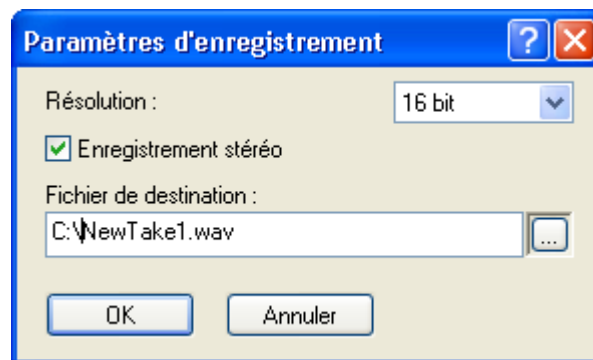 Paramètres d'enregistrement
Résolution :
16 bit
Enregistrement stéréo
Fichier de destination :
C:\NewTake1.wav
...
OK
Annuler